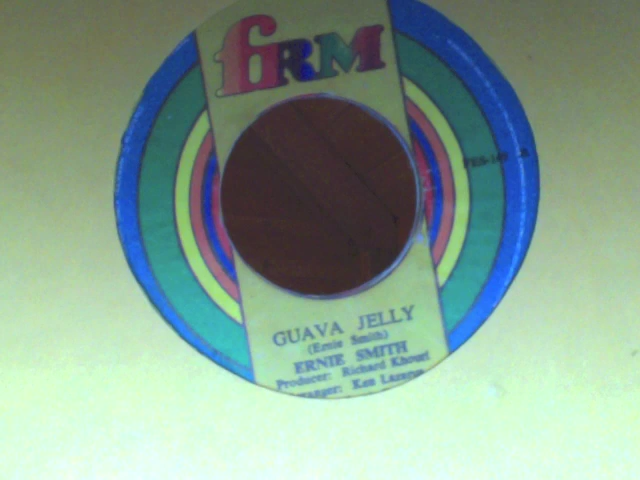 fRM
GUAVA JELLY
(Ernie Smith)
ERNIE SMITH
Producer: Richard Khouri
Ken Lazarus